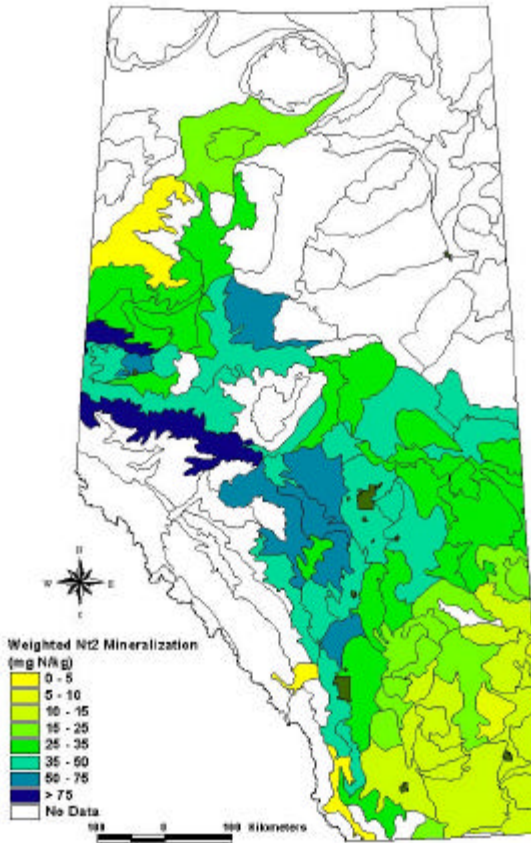 W E
Weighted Nt2 Mineralization
(mg N/kg)
0 - 5
5 - 10
10 - 15
15 - 25
25 - 35
35 - 50
50 - 75
> 75
No Data
100 0 100 Kilometers